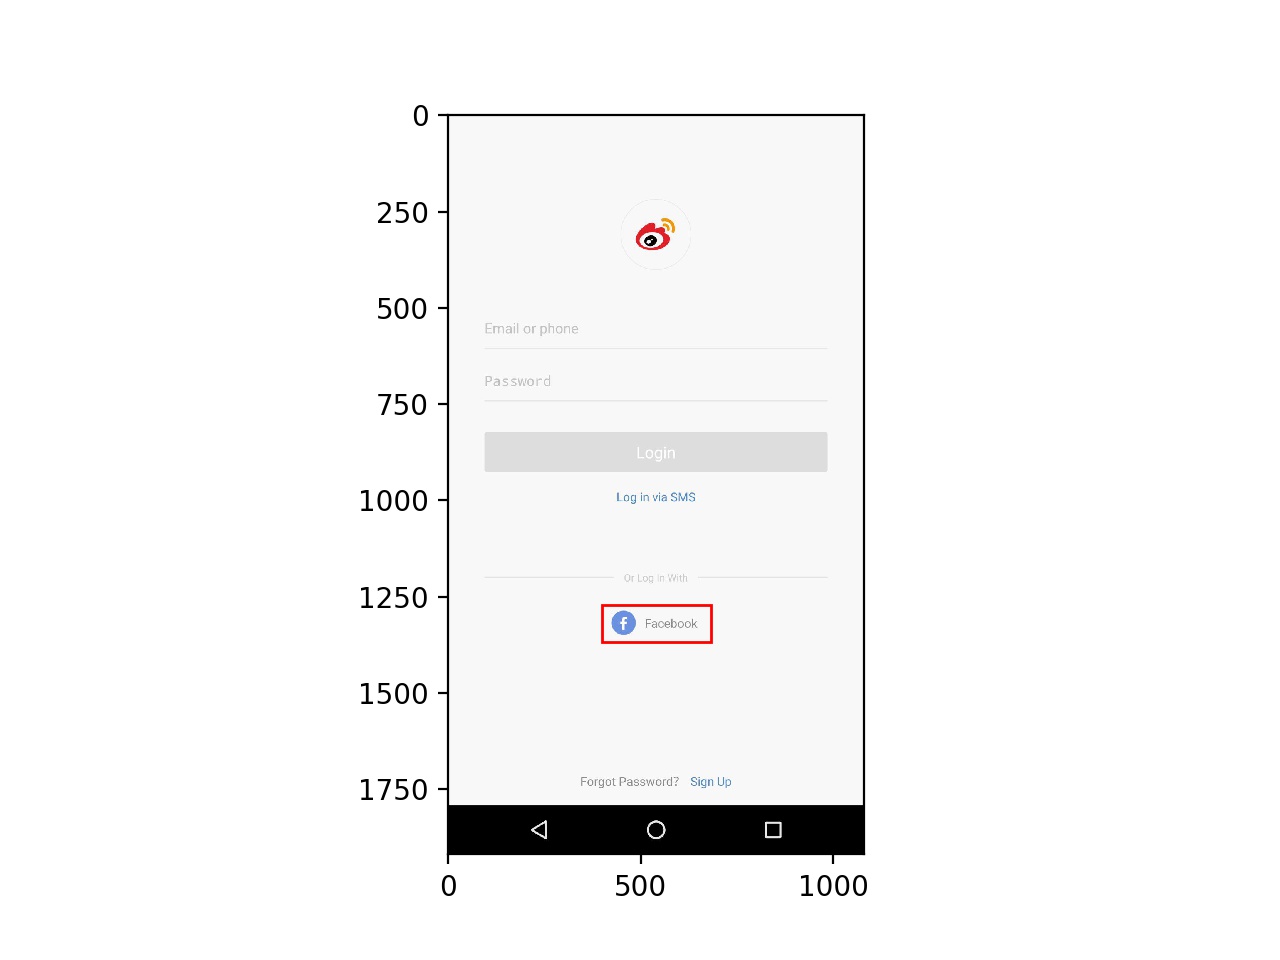 0
250
500
750
1000
1250
1500
1750
Email or phone
Password
Login
Log in via SMS
Or Log In With
Facebook
Forgot Password? Sign Up
0 500 1000